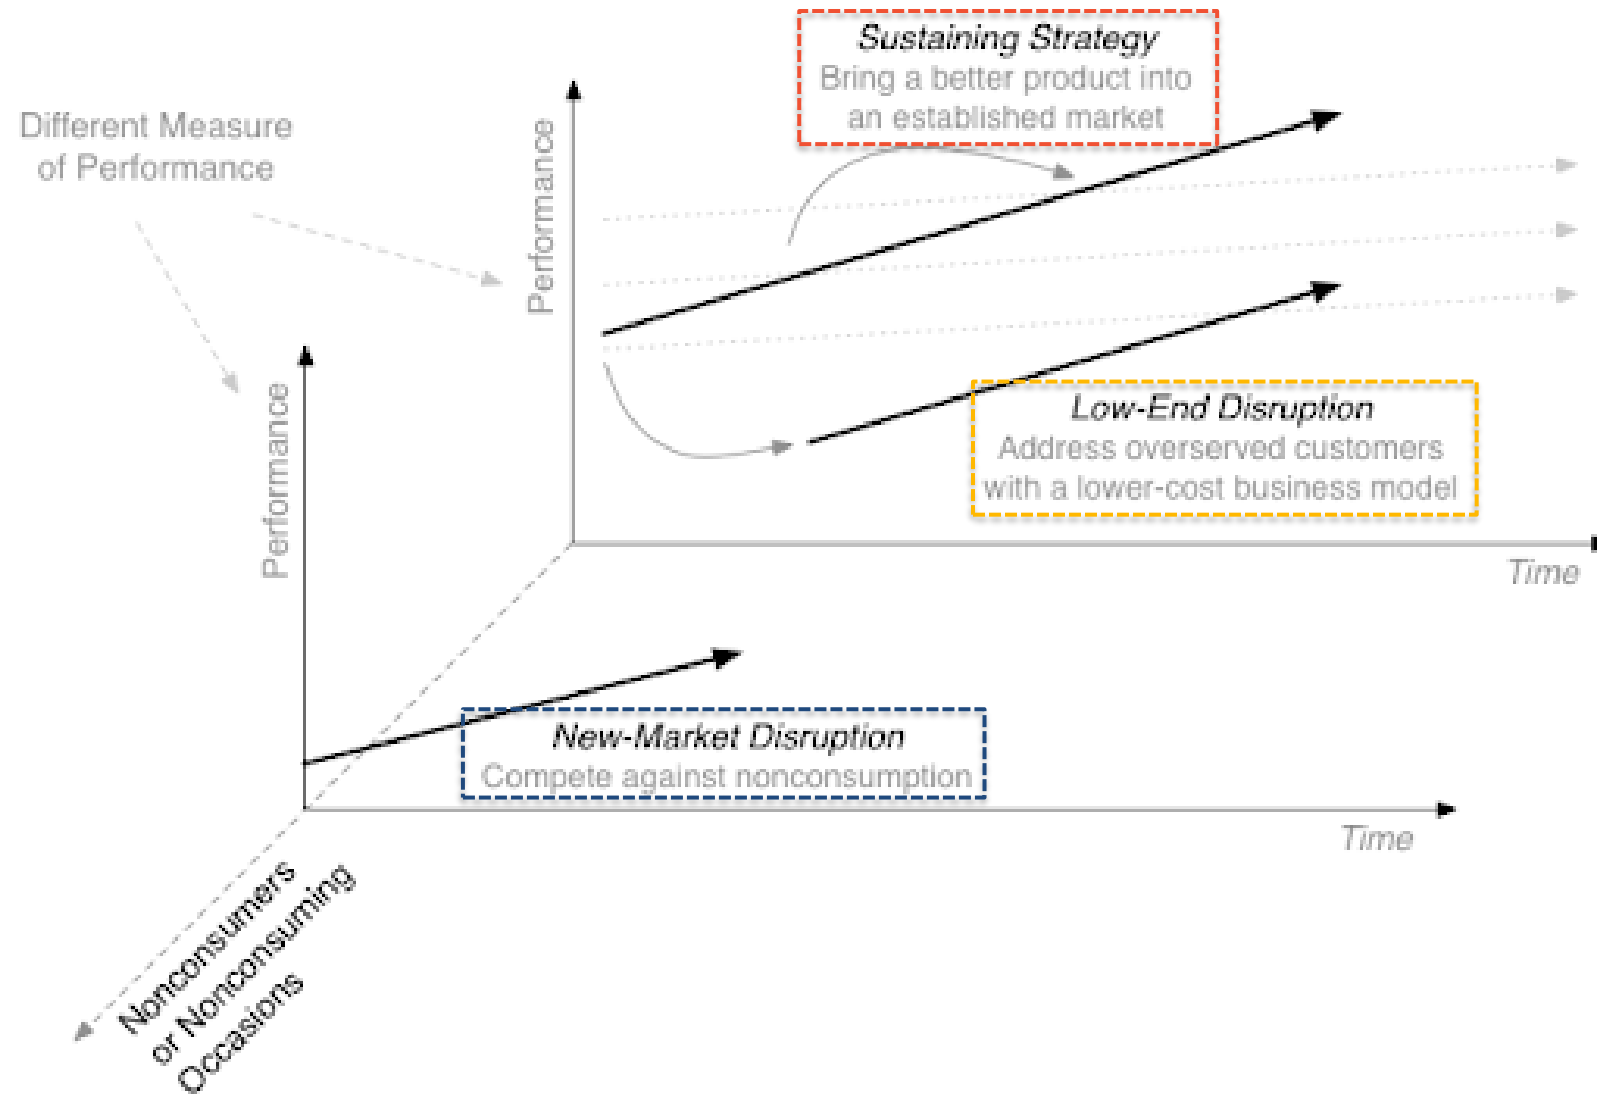 Sustaining Strategy
Bring a better product into
an established market
Different Measure
of Performance
Performance
Low-End Disruption
Address overserved customers
with a lower-cost business model
Time
Performance
New-Market Disruption
Compete against nonconsumption
Time
Nonconsumers
or Nonconsuming
Occasions